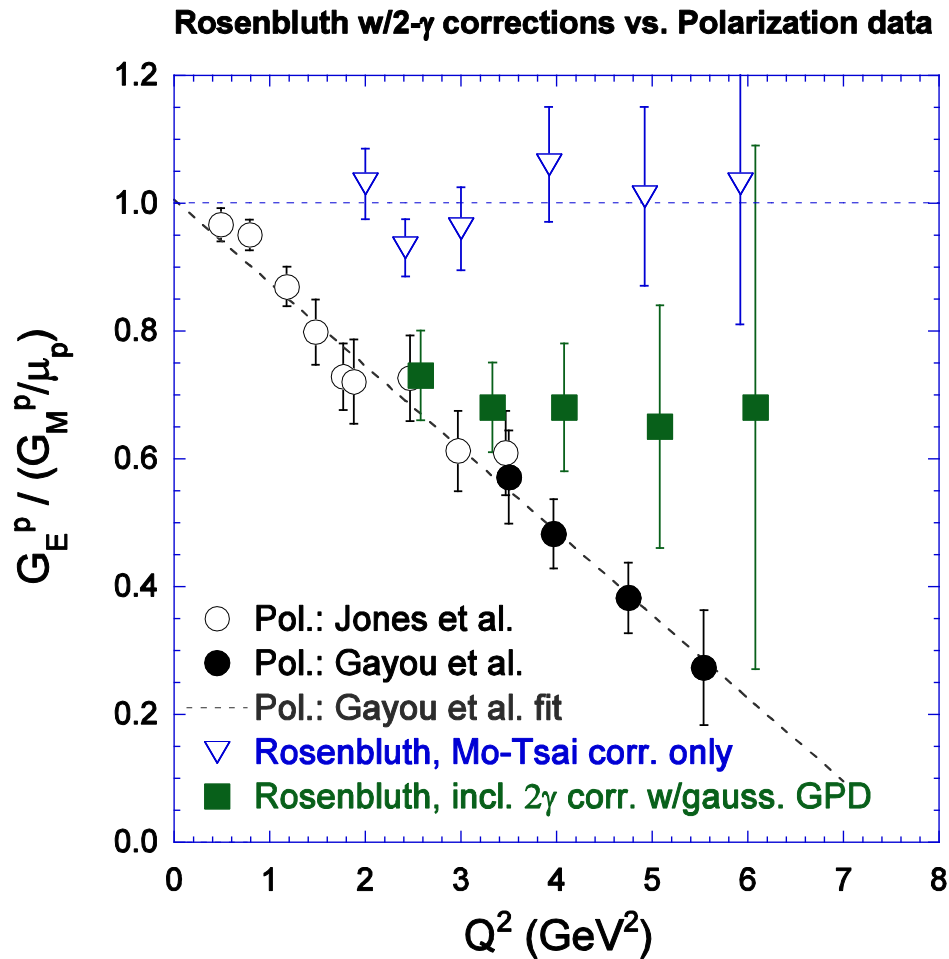 Rosenbluth w/2-γ corrections vs. Polarization data
1.2
1.0
0.8
0.6
0.4
0.2
0.0
G_E^p / (G_M^p/μ_p)
Pol.: Jones et al.
Pol.: Gayou et al.
Pol.: Gayou et al. fit
Rosenbluth, Mo-Tsai corr. only
Rosenbluth, incl. 2γ corr. w/gauss. GPD
0 1 2 3 4 5 6 7 8
Q² (GeV²)